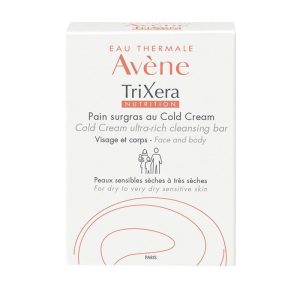 EAU THERMALE
Avène
TriXera
NUTRITION
Pain surgras au Cold Cream
Cold Cream ultra-rich cleansing bar
Visage et corps - Face and body
Peaux sensibles sèches à très sèches
For dry to very dry sensitive skin
PARIS